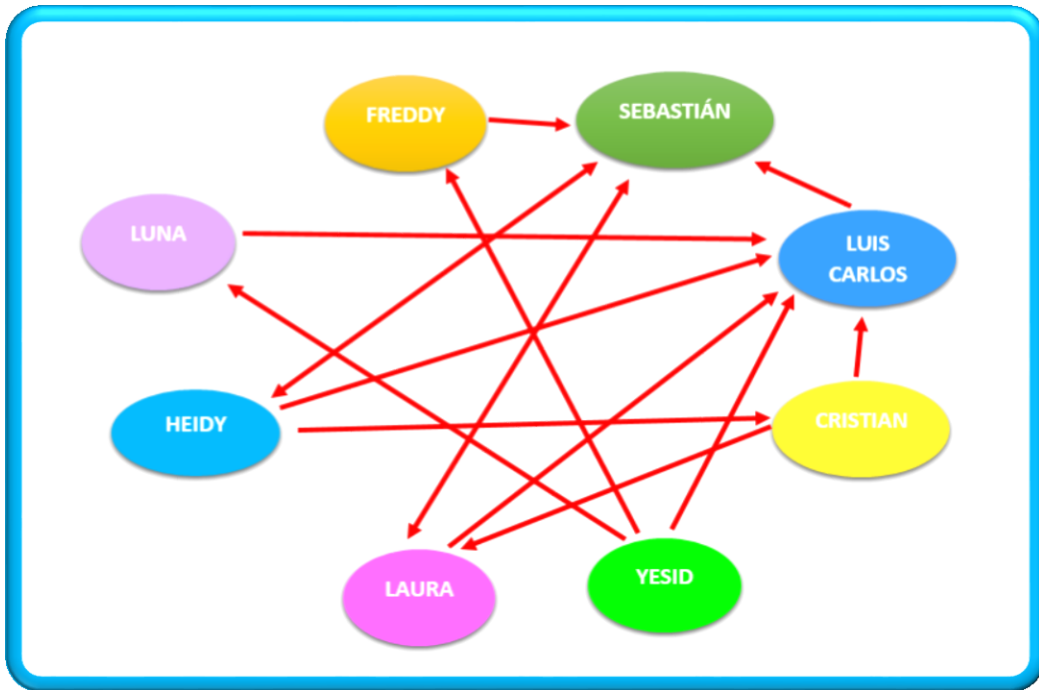 FREDDY
SEBASTIÁN
LUNA
LUIS
CARLOS
HEIDY
CRISTIAN
LAURA
YESID